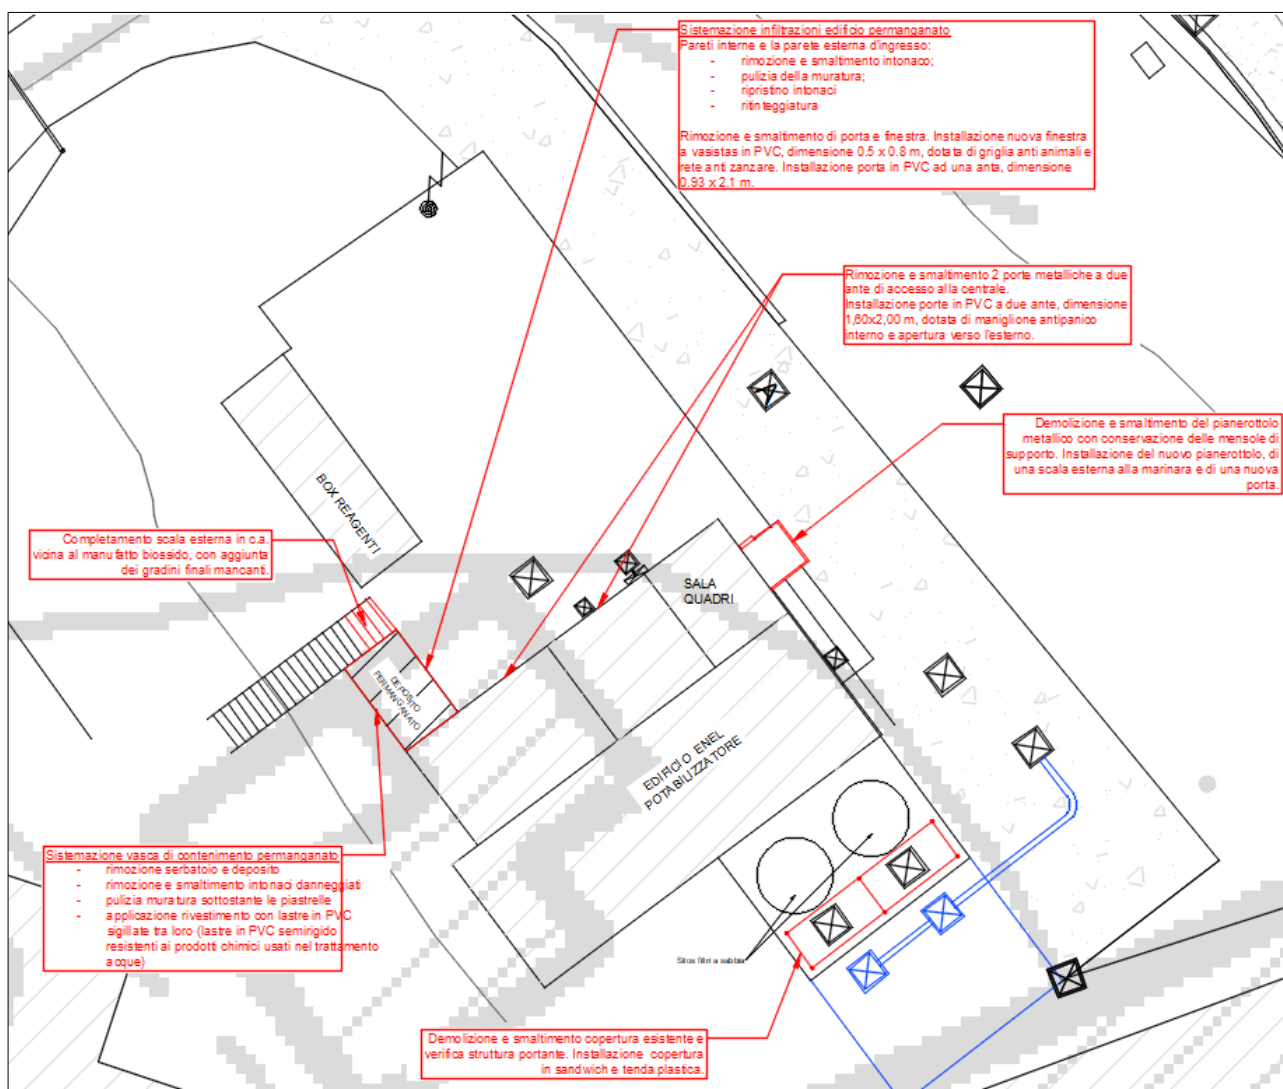 Sistemazione infiltrazioni edificio permanganato
Pareti interne e la parete esterna d'ingresso:
- rimozione e smaltimento intonaco;
- pulizia della muratura;
- ripristino intonaci
- ritinteggiatura
Rimozione e smaltimento di porta e finestra. Installazione nuova finestra
a vasistas in PVC, dimensione 0.5 x 0.8 m, dotata di griglia anti animali e
rete anti zanzare. Installazione porta in PVC ad una anta, dimensione
0.93 x 2.1 m.
Rimozione e smaltimento 2 porte metalliche a due
ante di accesso alla centrale.
Installazione porte in PVC a due ante, dimensione
1,60x2,00 m, dotata di maniglione antipanico
interno e apertura verso l'esterno.
Demolizione e smaltimento del pianerottolo
metallico con conservazione delle mensole di
supporto. Installazione del nuovo pianerottolo, di
una scala esterna alla marinara e di una nuova
porta.
BOX REAGENTI
Completamento scala esterna in c.a.
vicina al manufatto biossido, con aggiunta
dei gradini finali mancanti.
SALA
QUADRI
DEPOSITO
PERMANGANATO
EDIFICIO ENEL
POTABILIZZATORE
Sistemazione vasca di contenimento permanganato
- rimozione serbatoio e deposito
- rimozione e smaltimento intonaci danneggiati
- pulizia muratura sottostante le piastrelle
- applicazione rivestimento con lastre in PVC
sigillate tra loro (lastre in PVC semirigido
resistenti ai prodotti chimici usati nel trattamento
acque)
filtri a sabbia
Demolizione e smaltimento copertura esistente e
verifica struttura portante. Installazione copertura
in sandwich e tenda plastica.